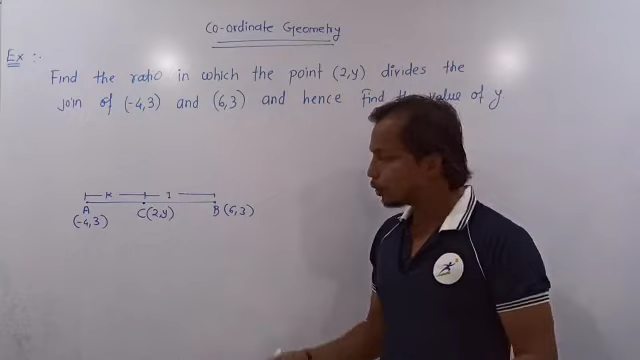 Co-ordinate Geometry
Ex :-
Find the ratio in which the point (2,y) divides the
join of (-4,3) and (6,3) and hence find the value of y
K 1
A C(2,y) B(6,3)
(-4,3)